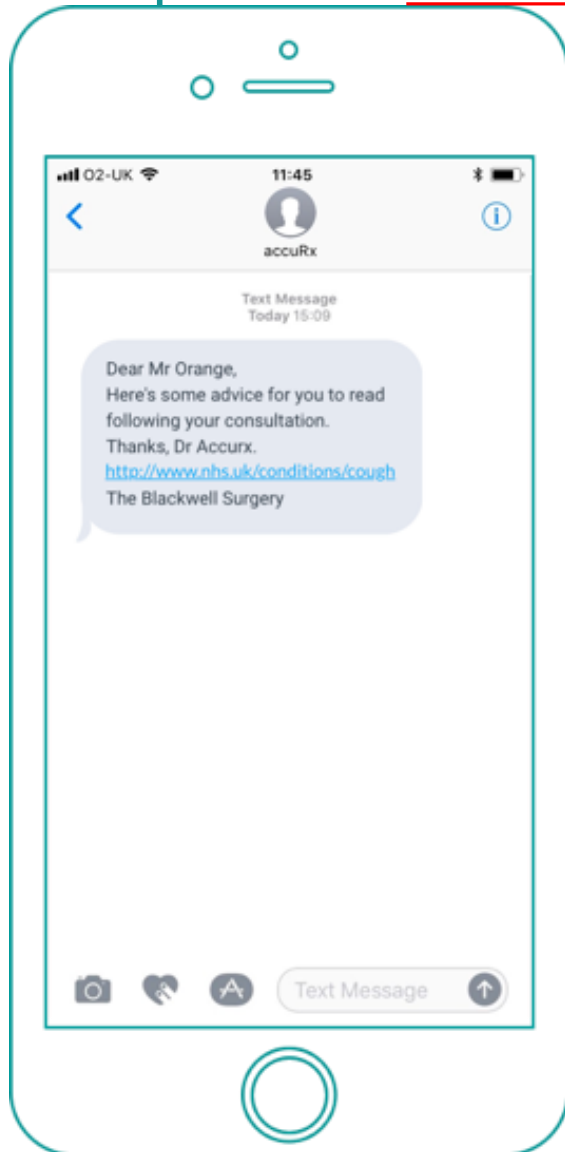 O2-UK 11:45
accuRx
Text Message
Today 15:09
Dear Mr Orange,
Here's some advice for you to read
following your consultation.
Thanks, Dr Accurx.
http://www.nhs.uk/conditions/cough
The Blackwell Surgery
Text Message